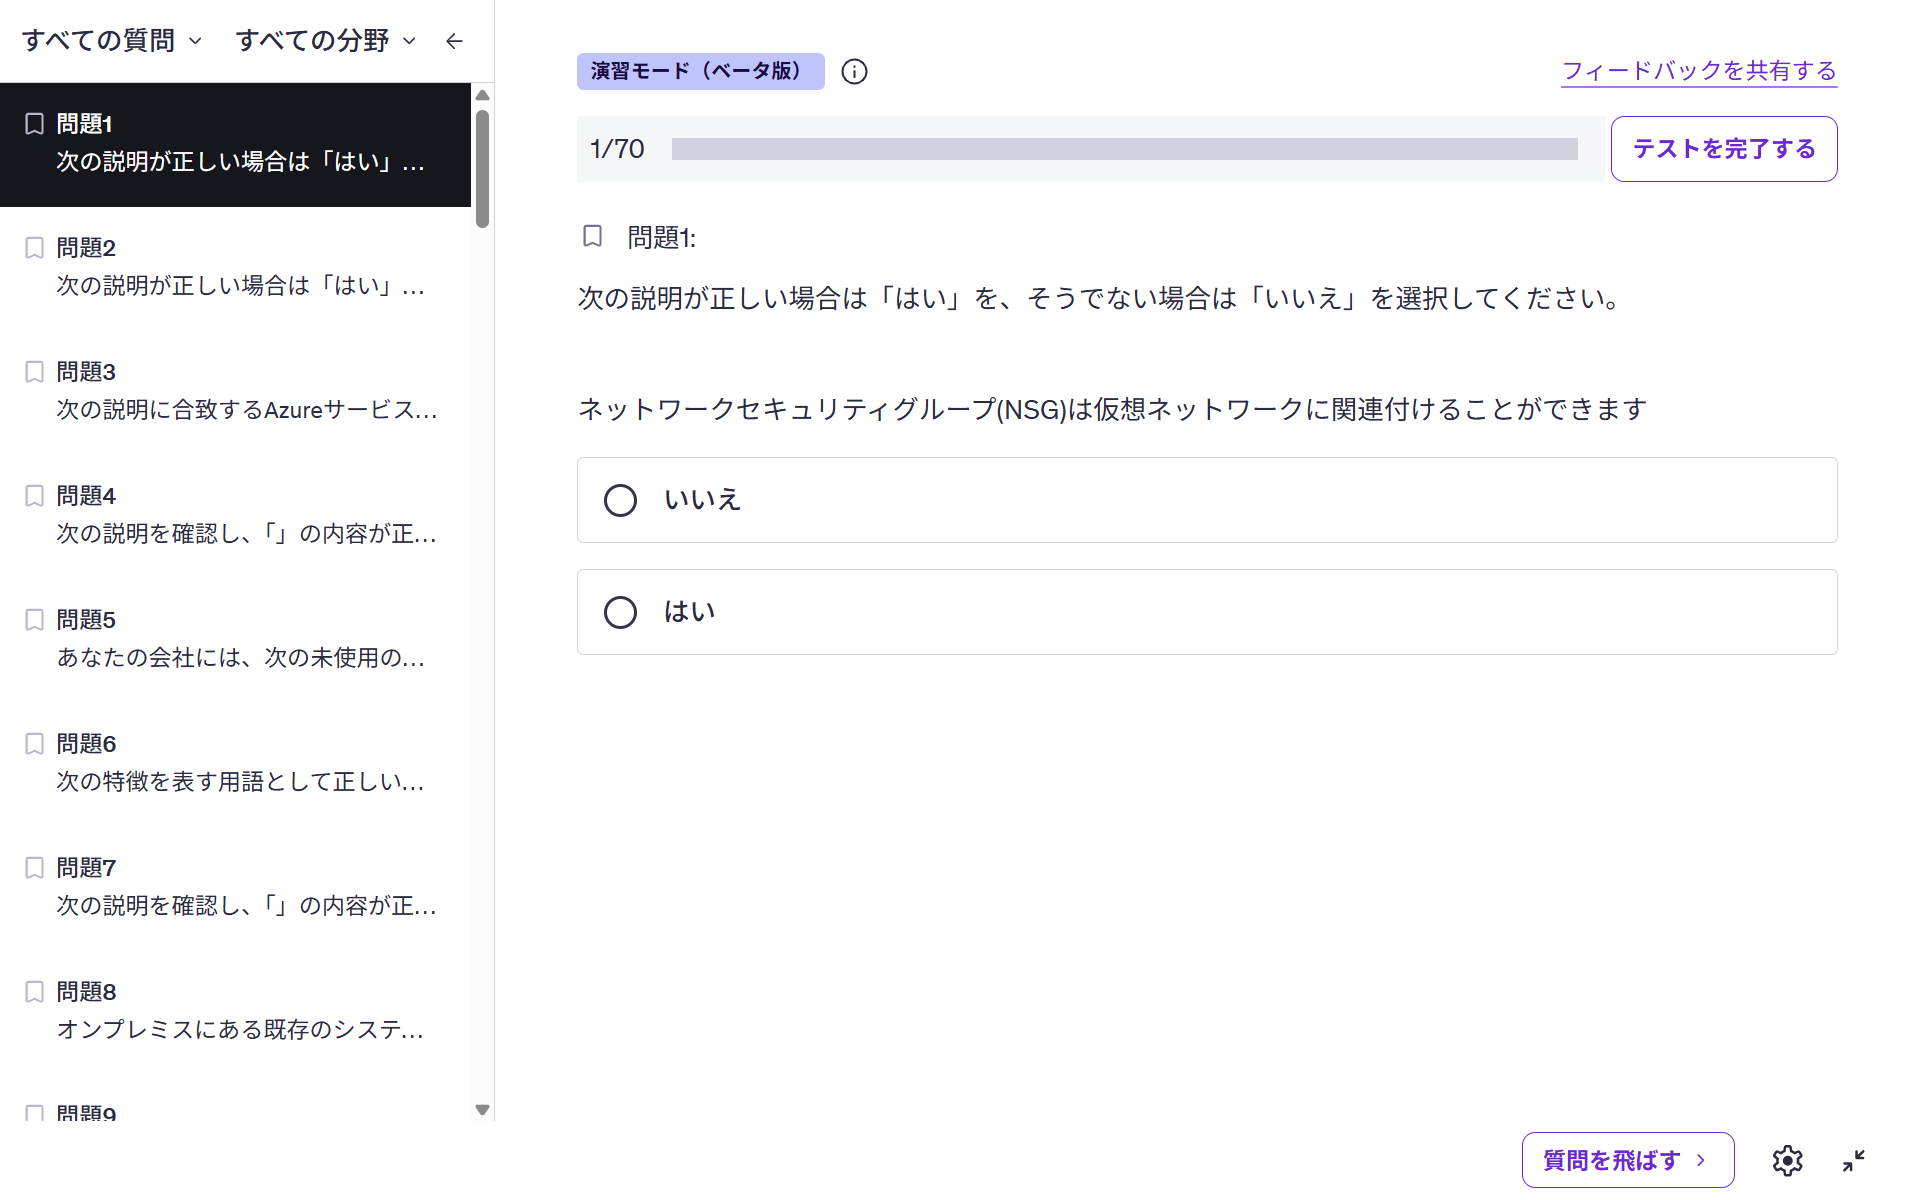 すべての質問 すべての分野
問題1
次の説明が正しい場合は「はい」...
問題2
次の説明が正しい場合は「はい」...
問題3
次の説明に合致するAzureサービス...
問題4
次の説明を確認し、「」の内容が正...
問題5
あなたの会社には、次の未使用の...
問題6
次の特徴を表す用語として正しい...
問題7
次の説明を確認し、「」の内容が正...
問題8
オンプレミスにある既存のシステ...
問題9
演習モード（ベータ版）
フィードバックを共有する
1/70
テストを完了する
問題1:
次の説明が正しい場合は「はい」を、そうでない場合は「いいえ」を選択してください。
ネットワークセキュリティグループ(NSG)は仮想ネットワークに関連付けることができます
いいえ
はい
質問を飛ばす